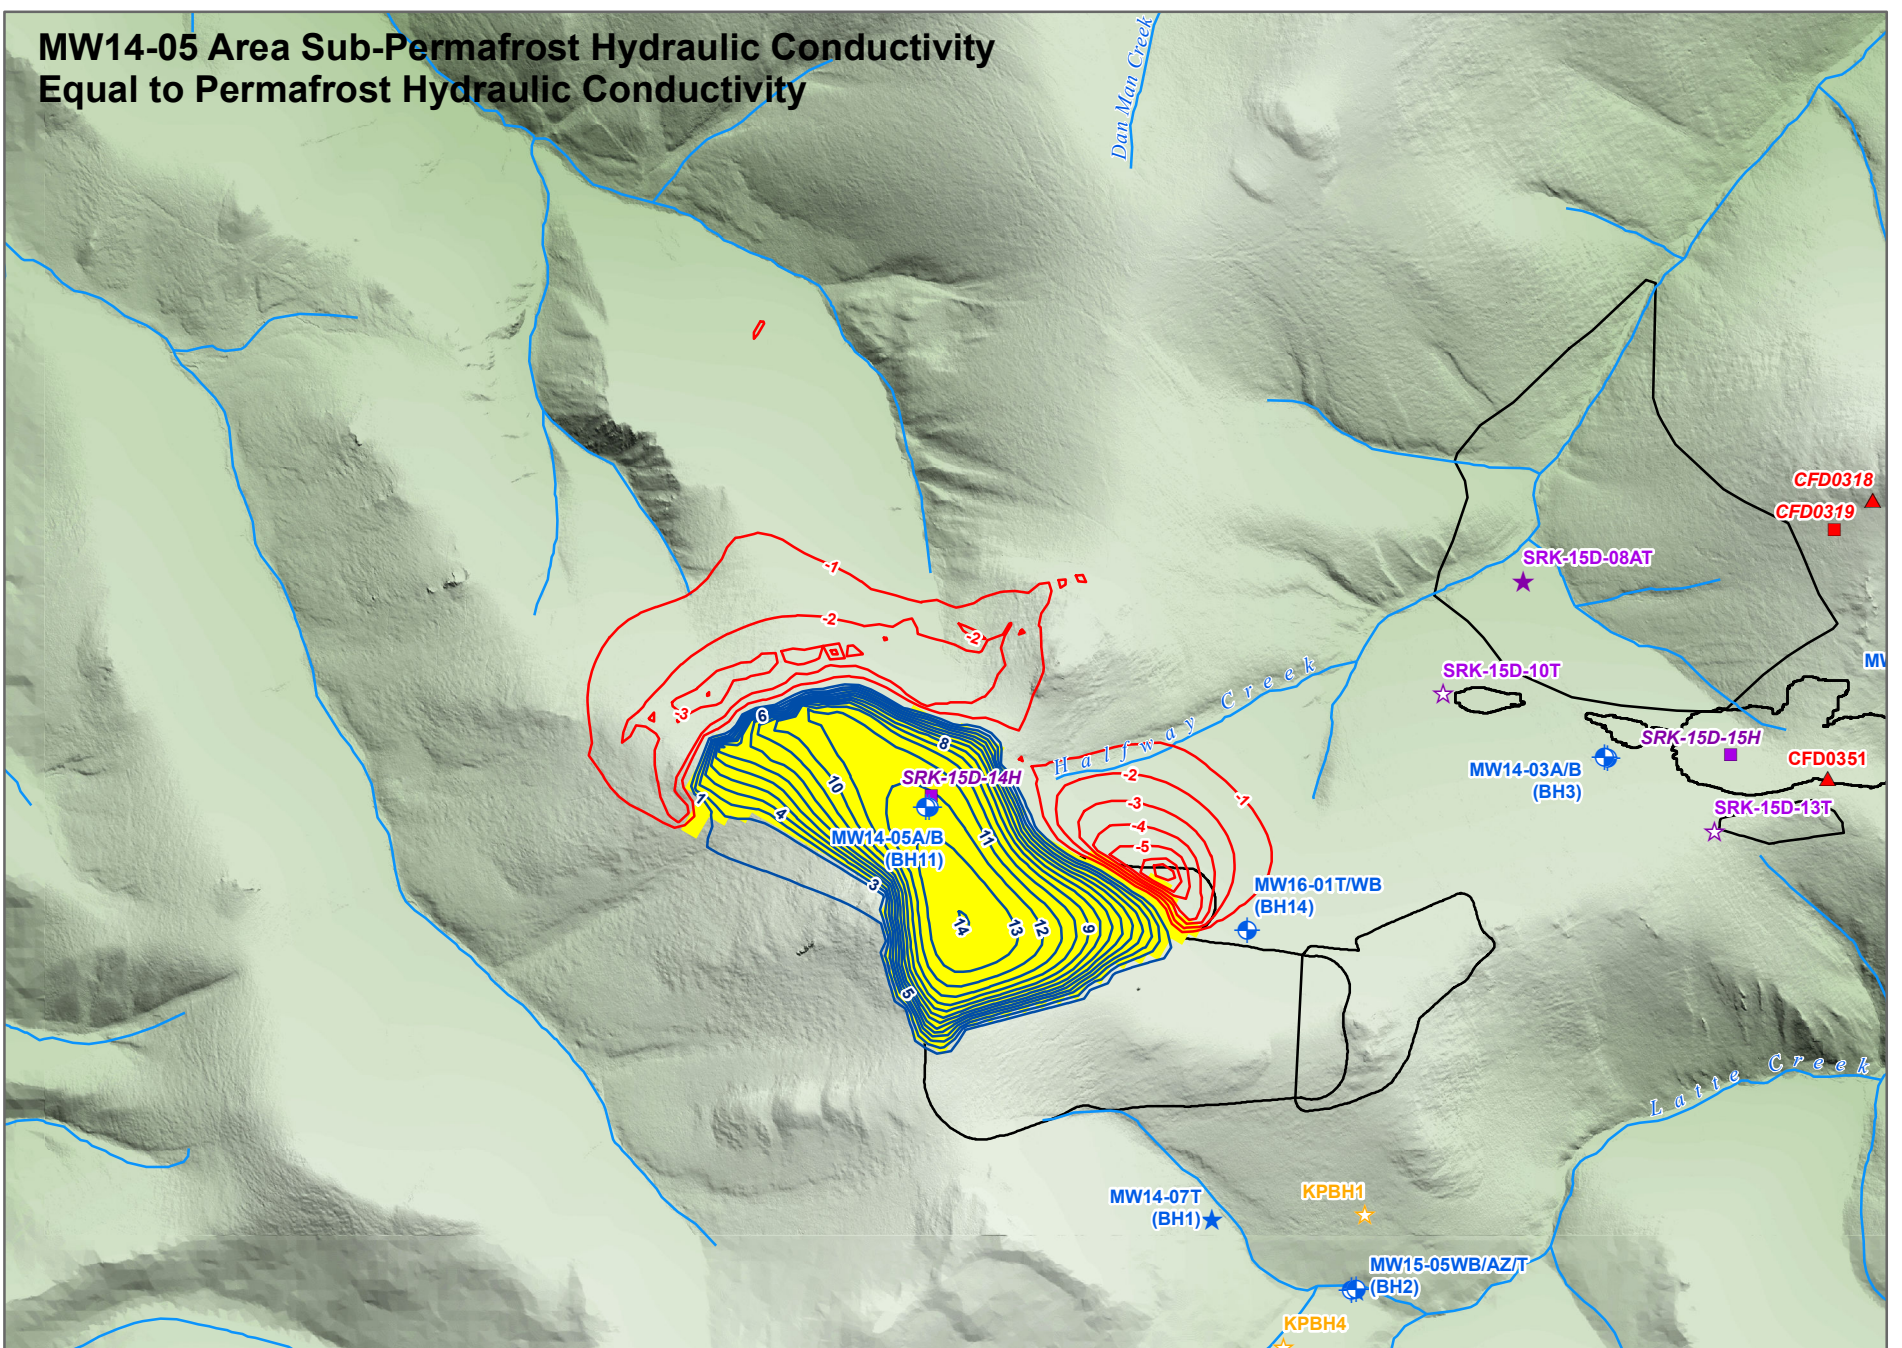 MW14-05 Area Sub-Permafrost Hydraulic Conductivity
Equal to Permafrost Hydraulic Conductivity
Dan Man Creek
CFD0318
CFD0319
SRK-15D-08AT
-1
-2
-2
SRK-15D-10T
MW
Halfway Creek
-3
6
8
SRK-15D-15H
MW14-03A/B
(BH3)
CFD0351
SRK-15D-13T
10
SRK-15D-14H
1
4
-2
-3
-1
-4
-5
11
MW14-05A/B
(BH11)
3
MW16-01T/WB
(BH14)
14
13
12
9
5
Latte Creek
MW14-07T
(BH1)
KPBH1
MW15-05WB/AZ/T
(BH2)
KPBH4